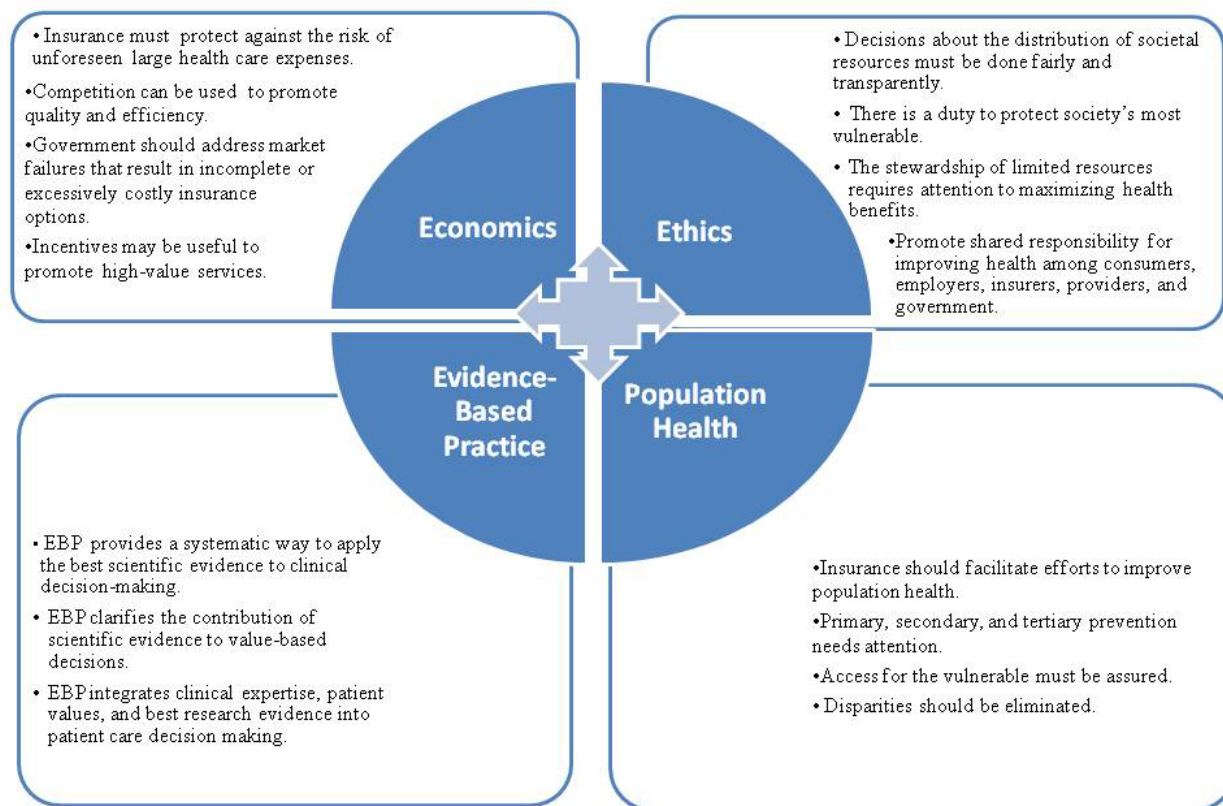 • Insurance must protect against the risk of
unforeseen large health care expenses.
•Competition can be used to promote
quality and efficiency.
•Government should address market
failures that result in incomplete or
excessively costly insurance
options.
•Incentives may be useful to
promote high-value services.
• Decisions about the distribution of societal
resources must be done fairly and
transparently.
• There is a duty to protect society's most
vulnerable.
• The stewardship of limited resources
requires attention to maximizing health
benefits.
•Promote shared responsibility for
improving health among consumers,
employers, insurers, providers, and
government.
Economics
Ethics
Evidence-
Based
Practice
Population
Health
• EBP provides a systematic way to apply
the best scientific evidence to clinical
decision-making.
• EBP clarifies the contribution of
scientific evidence to value-based
decisions.
• EBP integrates clinical expertise, patient
values, and best research evidence into
patient care decision making.
•Insurance should facilitate efforts to improve
population health.
•Primary, secondary, and tertiary prevention
needs attention.
•Access for the vulnerable must be assured.
• Disparities should be eliminated.